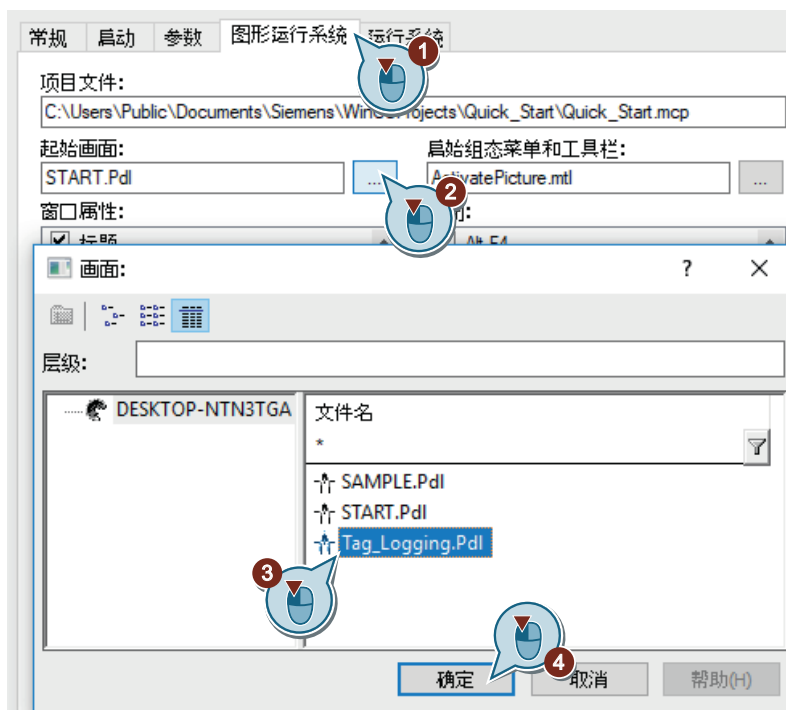 常规 启动 参数 图形运行系统 运行系统
1
项目文件:
C:\Users\Public\Documents\Siemens\WinCCProjects\Quick_Start\Quick_Start.mcp
起始画面:
启始组态菜单和工具栏:
START.Pdl
...
ActivatePicture.mtl
...
2
窗口属性:
标题
Alt-F4
画面:
?
层级:
DESKTOP-NTN3TGA
文件名
*
SAMPLE.Pdl
START.Pdl
Tag_Logging.Pdl
3
4
确定 取消 帮助(H)